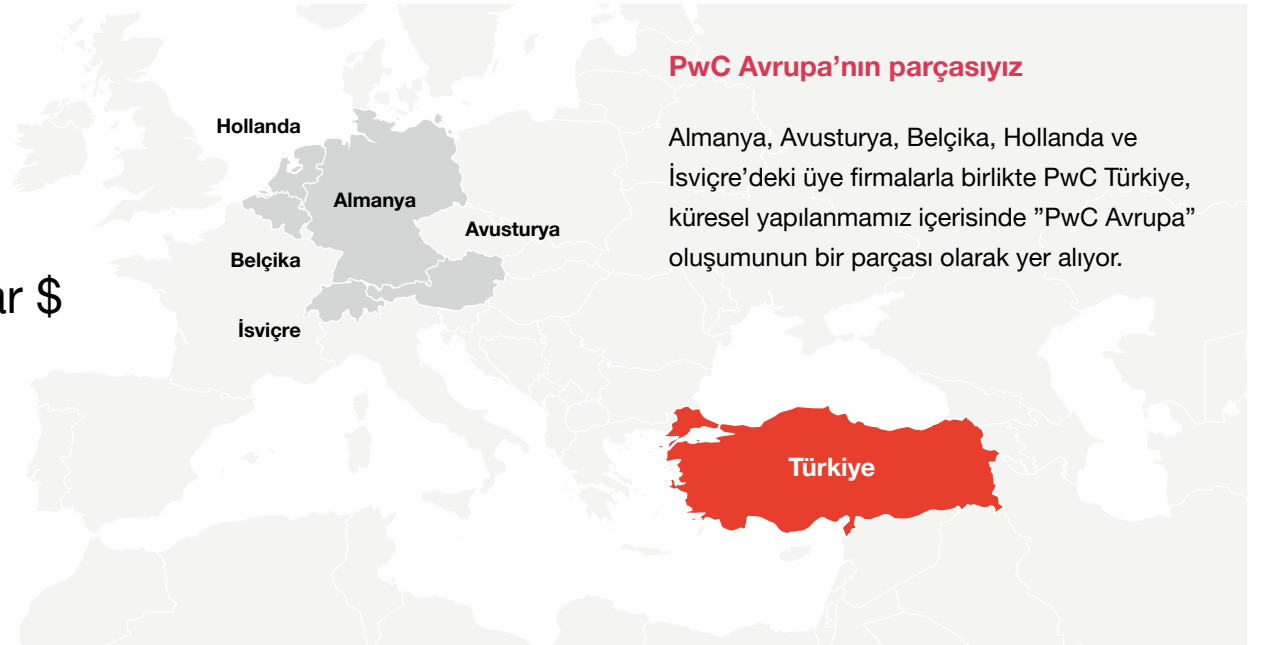 PwC Avrupa’nın parçasıyız
Almanya, Avusturya, Belçika, Hollanda ve
İsviçre’deki üye firmalarla birlikte PwC Türkiye,
küresel yapılanmamız içerisinde ”PwC Avrupa”
oluşumunun bir parçası olarak yer alıyor.
Hollanda
Almanya
Avusturya
Belçika
ar $
İsviçre
Türkiye